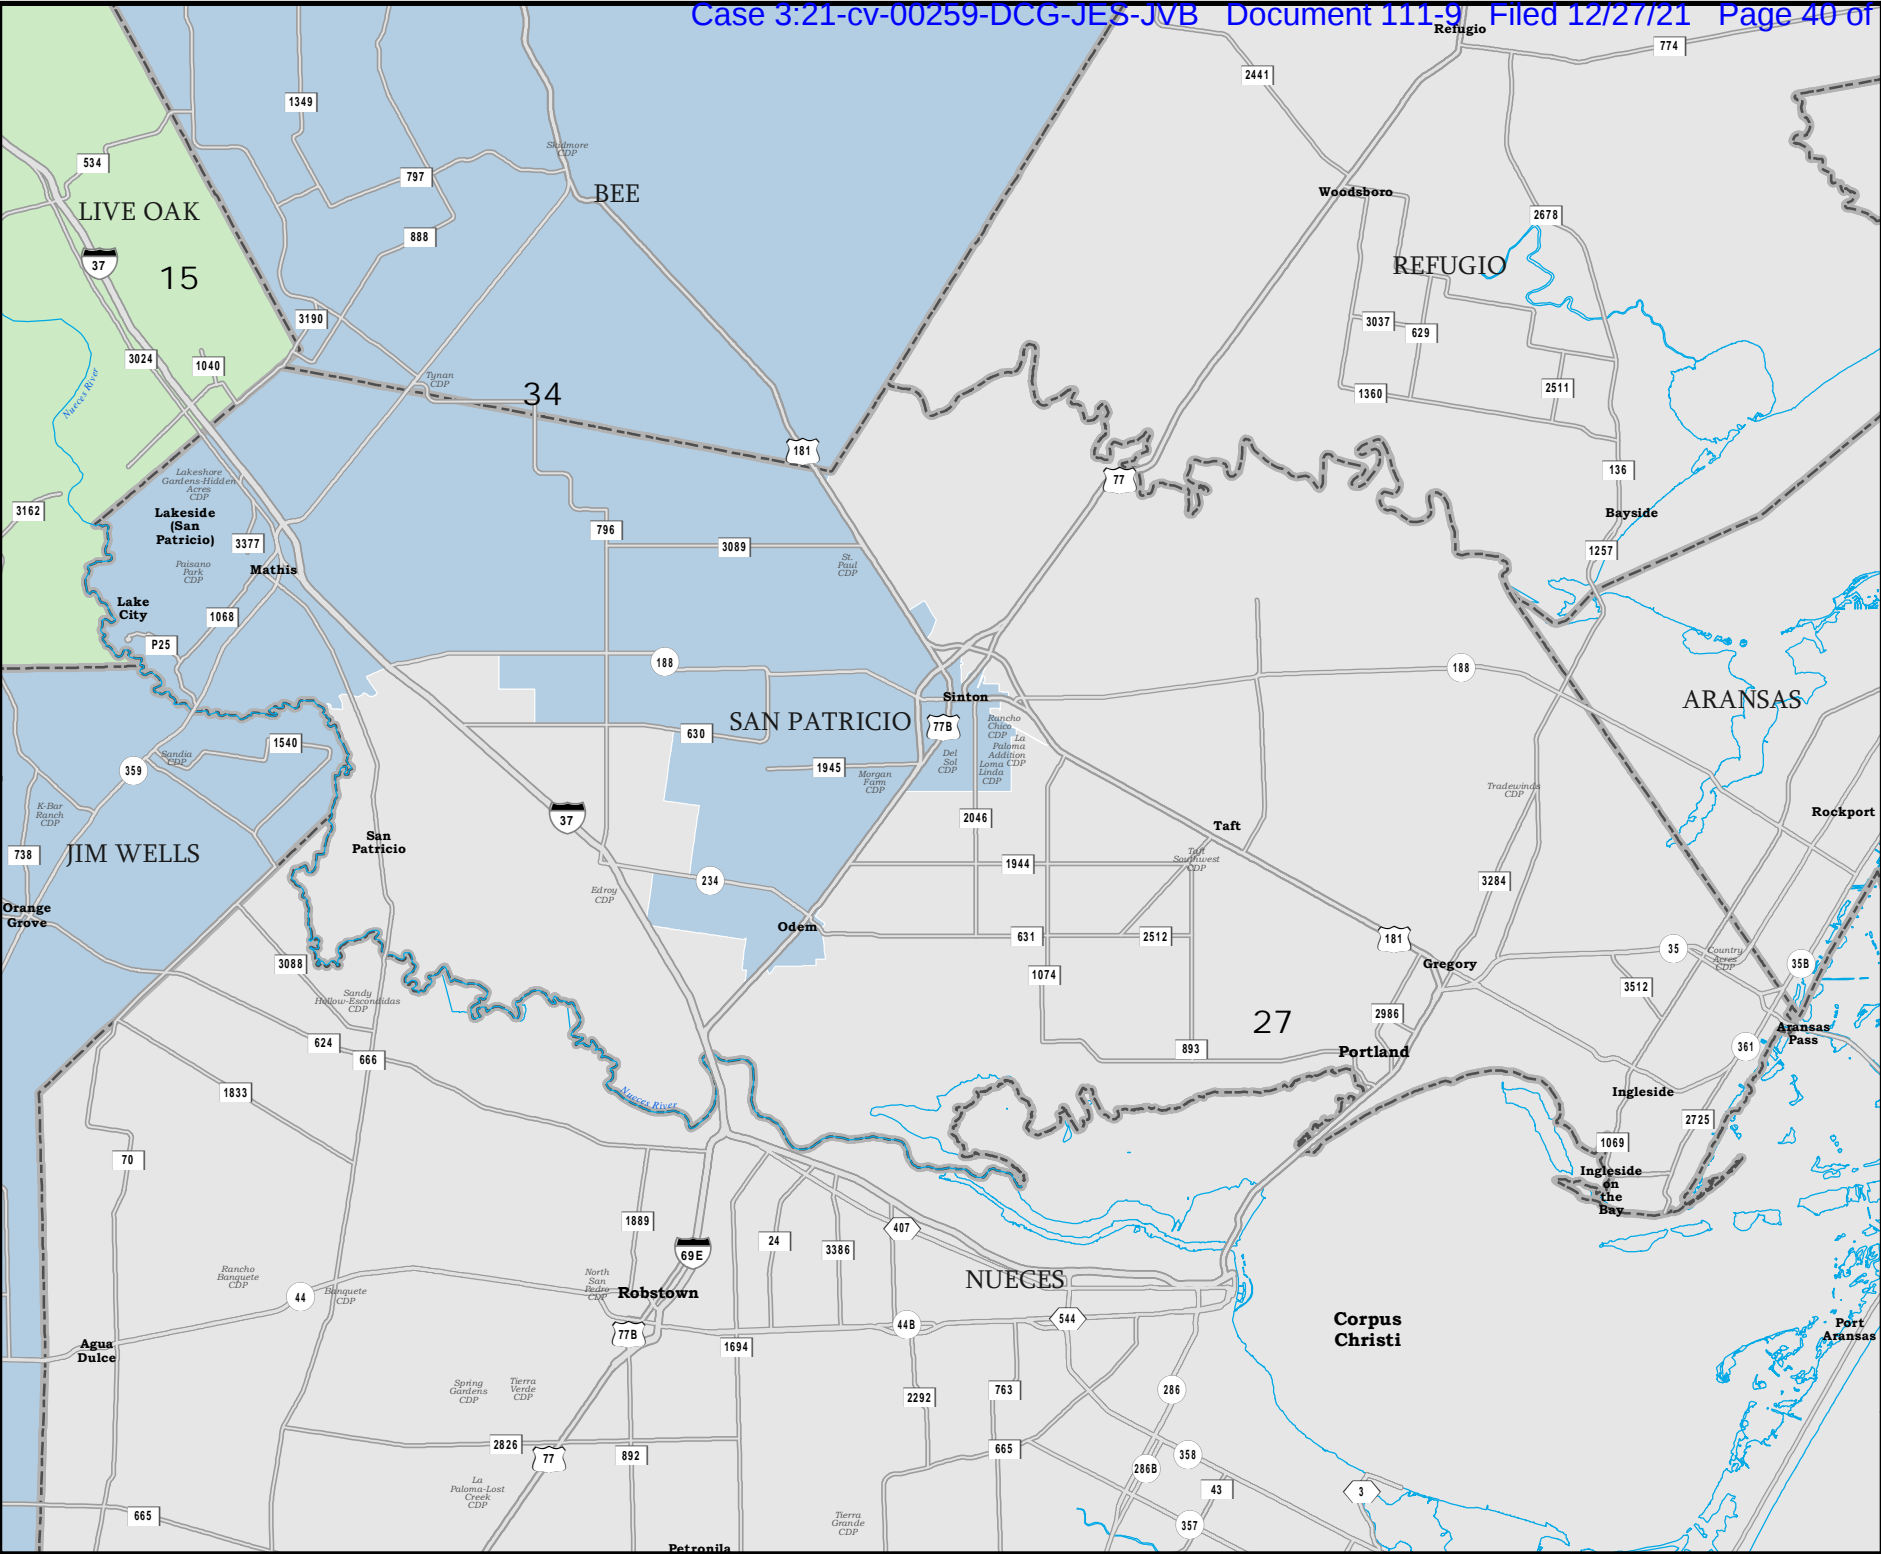 Case 3:21-cv-00259-DCG-JES-JVB Document 111-9 Filed 12/27/21 Page 40 of
Refugio
774
2441
1349
534
Skidmore
CDP
797
BEE
Woodsboro
LIVE OAK
2678
888
37
REFUGIO
15
3190
3037
629
3024
1040
Nueces River
Tynan
CDP
34
1360
2511
181
77
136
Lakeshore
Gardens-Hidden
Acres
CDP
3162
Lakeside
(San
Patricio)
Bayside
796
3377
3089
1257
St.
Paul
CDP
Paisano
Park
CDP
Mathis
Lake
City
1068
P25
188
188
Sinton
ARANSAS
SAN PATRICIO
77B
Rancho
Chico
CDP
630
La
Paloma
Addition
CDP
1540
Sandia
CDP
Del
Sol
CDP
Loma
Linda
CDP
359
1945
Morgan
Farm
CDP
Tradewinds
CDP
K-Bar
Ranch
CDP
37
2046
Rockport
Taft
San
Patricio
738
JIM WELLS
Taft
Southwest
CDP
1944
234
3284
Edroy
CDP
Orange
Grove
Odem
631
2512
181
35
Country
Acres
CDP
3088
Gregory
35B
1074
3512
Sandy
Hollow-Escondidas
CDP
2986
27
Aransas
Pass
624
666
893
Portland
361
1833
Nueces River
Ingleside
2725
1069
70
Ingleside
on
the
Bay
1889
407
24
3386
69E
Rancho
Banquete
CDP
North
San
Pedro
CDP
NUECES
Robstown
44
Banquete
CDP
544
44B
Corpus
Christi
77B
Port
Aransas
Agua
Dulce
1694
Spring
Gardens
CDP
Tierra
Verde
CDP
763
286
2292
2826
77
892
665
358
286B
La
Paloma-Lost
Creek
CDP
43
3
665
Tierra
Grande
CDP
357
Petronila